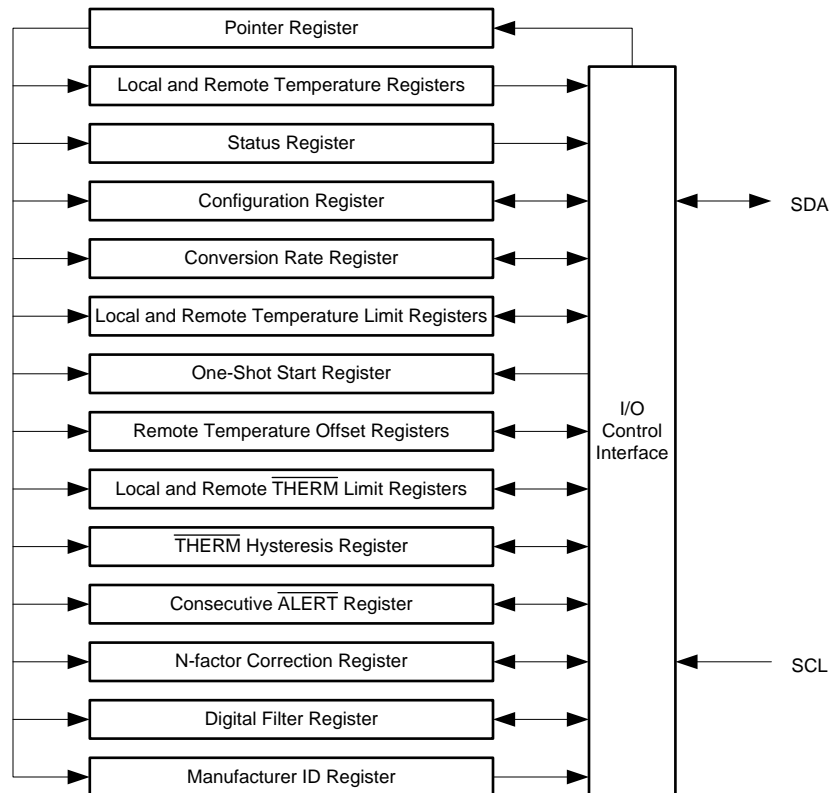 Pointer Register
Local and Remote Temperature Registers
Status Register
Configuration Register
SDA
Conversion Rate Register
Local and Remote Temperature Limit Registers
One-Shot Start Register
I/O
Control
Interface
Remote Temperature Offset Registers
Local and Remote THERM Limit Registers
THERM Hysteresis Register
Consecutive ALERT Register
N-factor Correction Register
SCL
Digital Filter Register
Manufacturer ID Register